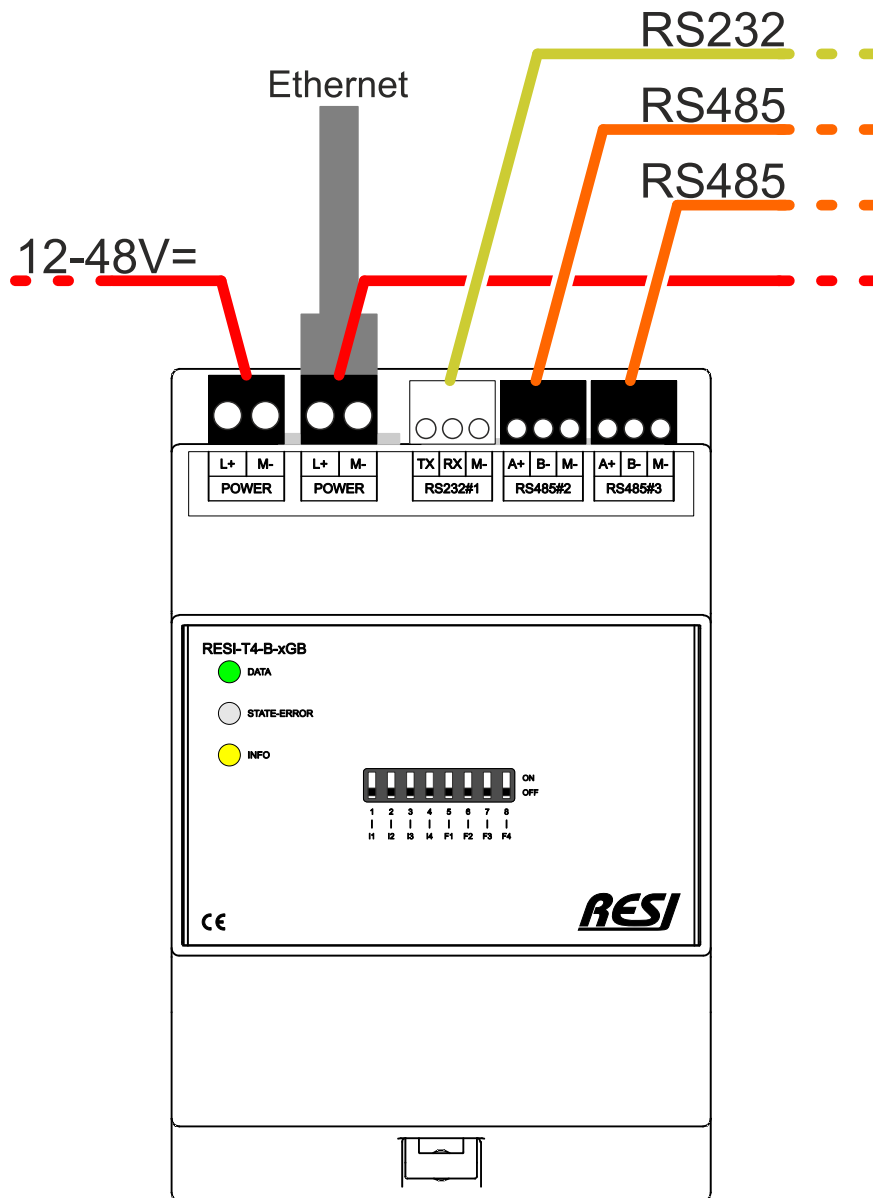 RS232
Ethernet
RS485
RS485
12-48V=
L+ M- L+ M- TX RX M- A+ B- M- A+ B- M-
POWER POWER RS232#1 RS485#2 RS485#3
RESI-T4-B-xGB
DATA
STATE-ERROR
INFO
ON
OFF
1 2 3 4 5 6 7 8
I1 I2 I3 I4 F1 F2 F3 F4
CE
RESI